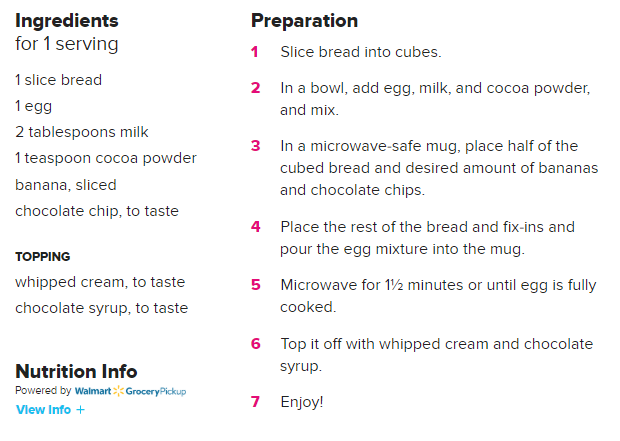 Ingredients
for 1 serving
1 slice bread
1 egg
2 tablespoons milk
1 teaspoon cocoa powder
banana, sliced
chocolate chip, to taste
TOPPING
whipped cream, to taste
chocolate syrup, to taste
Nutrition Info
Powered by Walmart GroceryPickup
View Info +
Preparation
1 Slice bread into cubes.
2 In a bowl, add egg, milk, and cocoa powder,
and mix.
3 In a microwave-safe mug, place half of the
cubed bread and desired amount of bananas
and chocolate chips.
4 Place the rest of the bread and fix-ins and
pour the egg mixture into the mug.
5 Microwave for 1½ minutes or until egg is fully
cooked.
6 Top it off with whipped cream and chocolate
syrup.
7 Enjoy!